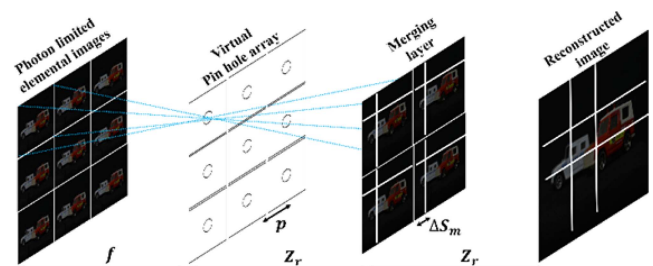 Photon limited
elemental images
Virtual
Pin hole array
Merging
layer
Reconstructed
image
f
p
Z_r
ΔS_m
Z_r